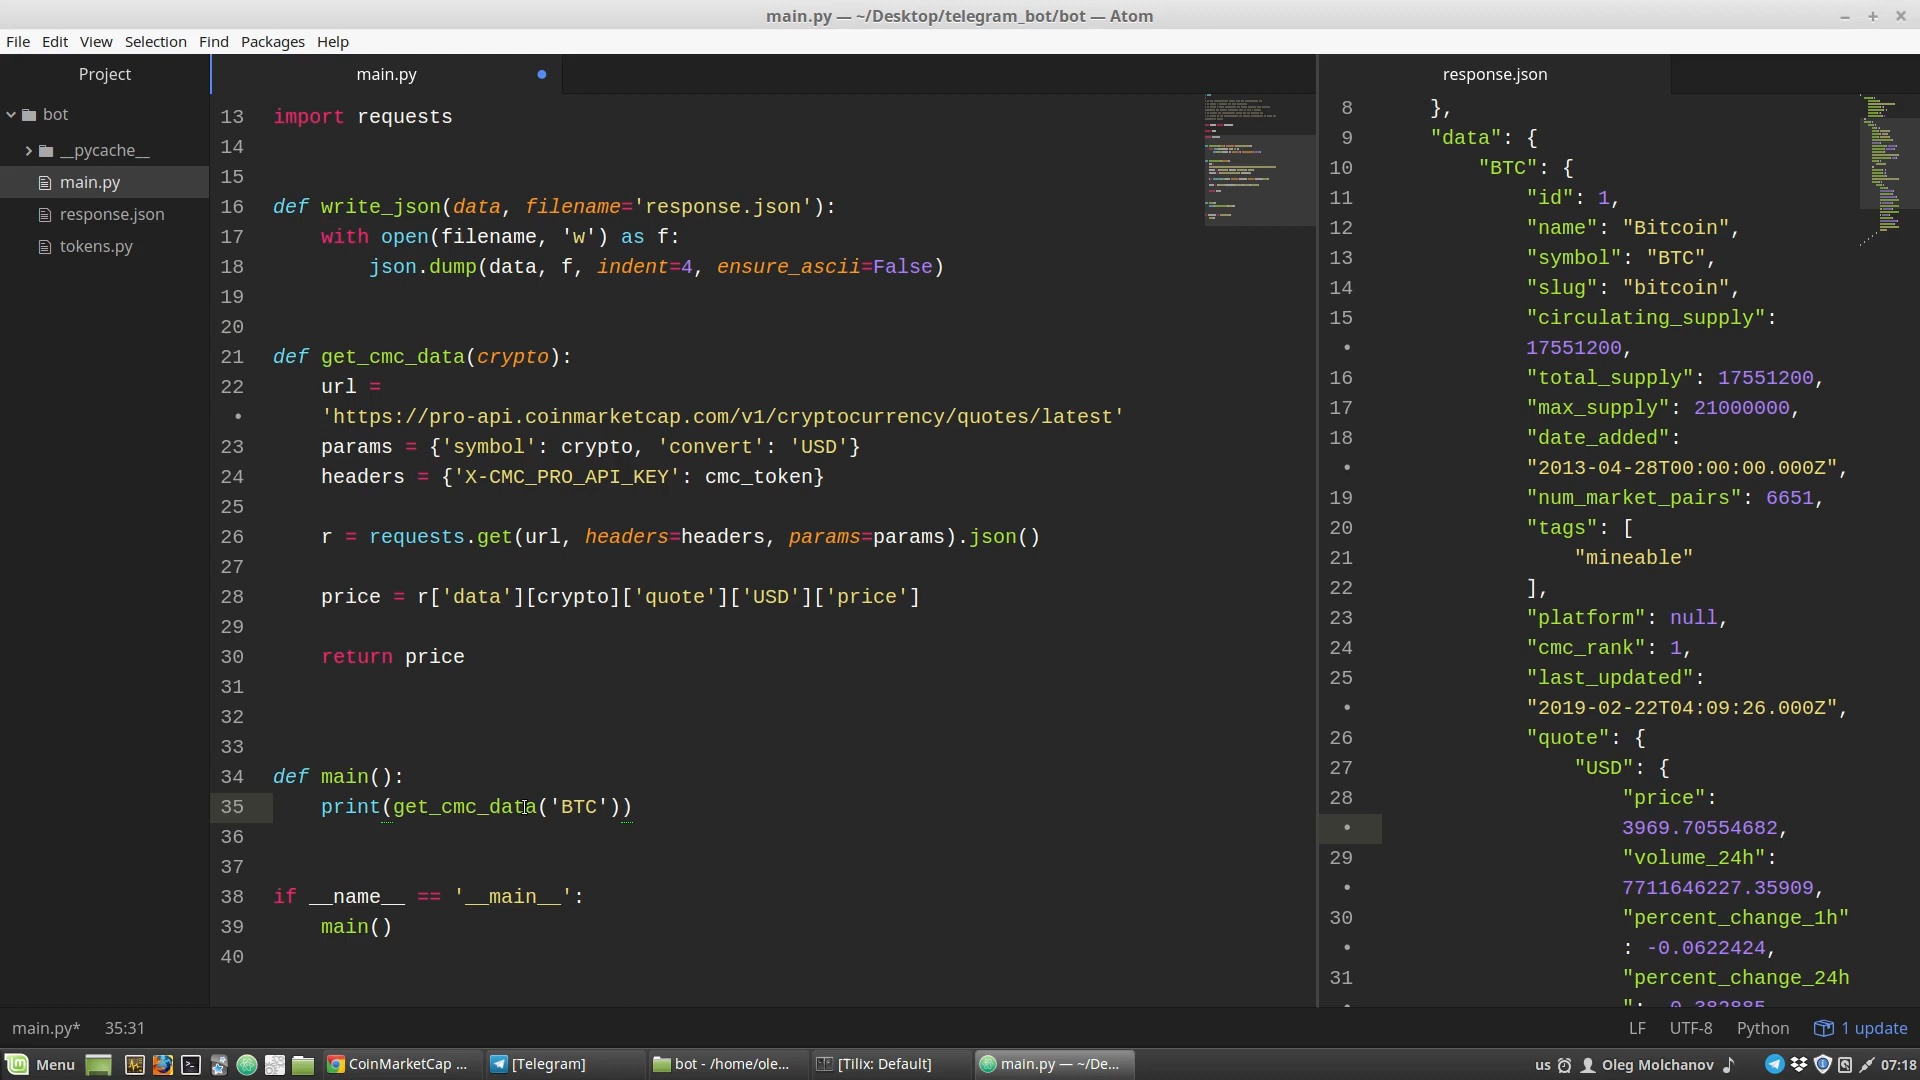 main.py — ~/Desktop/telegram_bot/bot — Atom
File Edit View Selection Find Packages Help
Project
bot
__pycache__
main.py
response.json
tokens.py
main.py
13 import requests
14
15
16 def write_json(data, filename='response.json'):
17     with open(filename, 'w') as f:
18         json.dump(data, f, indent=4, ensure_ascii=False)
19
20
21 def get_cmc_data(crypto):
22     url =
•     'https://pro-api.coinmarketcap.com/v1/cryptocurrency/quotes/latest'
23     params = {'symbol': crypto, 'convert': 'USD'}
24     headers = {'X-CMC_PRO_API_KEY': cmc_token}
25
26     r = requests.get(url, headers=headers, params=params).json()
27
28     price = r['data'][crypto]['quote']['USD']['price']
29
30     return price
31
32
33
34 def main():
35     print(get_cmc_data('BTC'))
36
37
38 if __name__ == '__main__':
39     main()
40
response.json
8 },
9 "data": {
10 "BTC": {
11 "id": 1,
12 "name": "Bitcoin",
13 "symbol": "BTC",
14 "slug": "bitcoin",
15 "circulating_supply":
• 17551200,
16 "total_supply": 17551200,
17 "max_supply": 21000000,
18 "date_added":
• "2013-04-28T00:00:00.000Z",
19 "num_market_pairs": 6651,
20 "tags": [
21 "mineable"
22 ],
23 "platform": null,
24 "cmc_rank": 1,
25 "last_updated":
• "2019-02-22T04:09:26.000Z",
26 "quote": {
27 "USD": {
28 "price":
• 3969.70554682,
29 "volume_24h":
• 7711646227.35909,
30 "percent_change_1h"
• : -0.0622424,
31 "percent_change_24h
main.py* 35:31
LF UTF-8 Python 1 update
Menu CoinMarketCap ... [Telegram] bot - /home/ole... [Tilix: Default] main.py — ~/De... us Oleg Molchanov 07:18